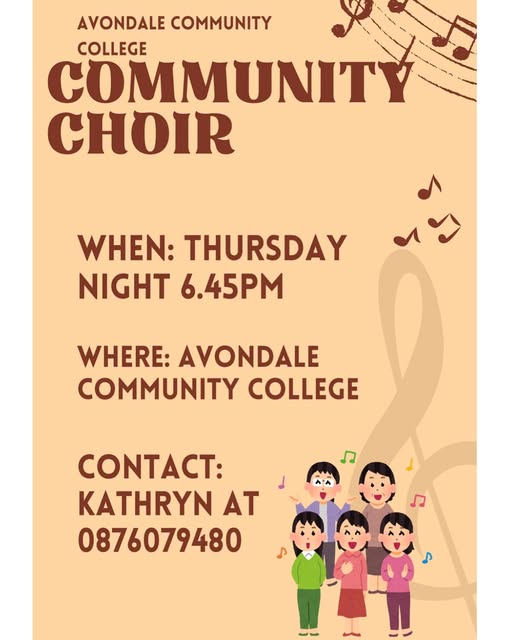 AVONDALE COMMUNITY
COLLEGE
COMMUNITY
CHOIR
WHEN: THURSDAY
NIGHT 6.45PM
WHERE: AVONDALE
COMMUNITY COLLEGE
CONTACT:
KATHRYN AT
0876079480